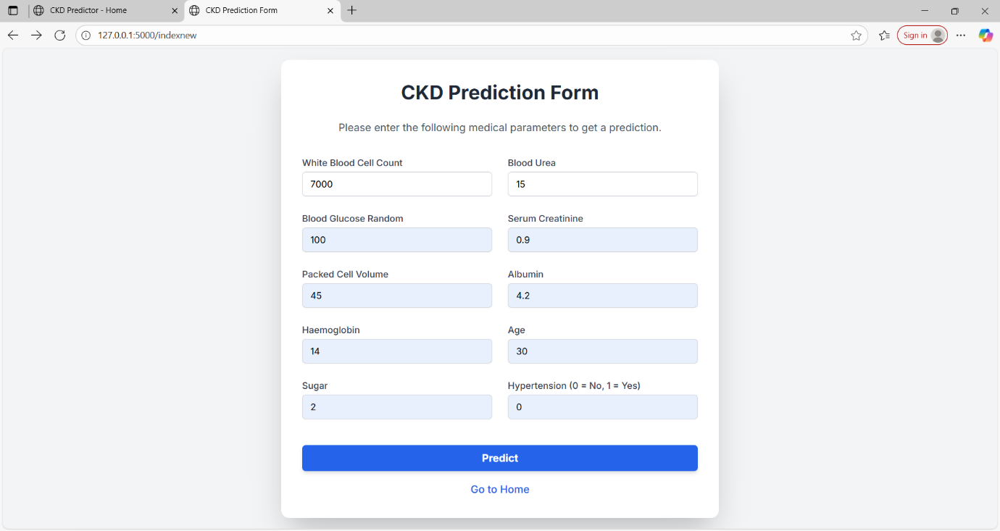 CKD Predictor - Home
CKD Prediction Form
127.0.0.1:5000/indexnew
Sign in
CKD Prediction Form
Please enter the following medical parameters to get a prediction.
White Blood Cell Count
Blood Urea
7000
15
Blood Glucose Random
Serum Creatinine
100
0.9
Packed Cell Volume
Albumin
45
4.2
Haemoglobin
Age
14
30
Sugar
Hypertension (0 = No, 1 = Yes)
2
0
Predict
Go to Home